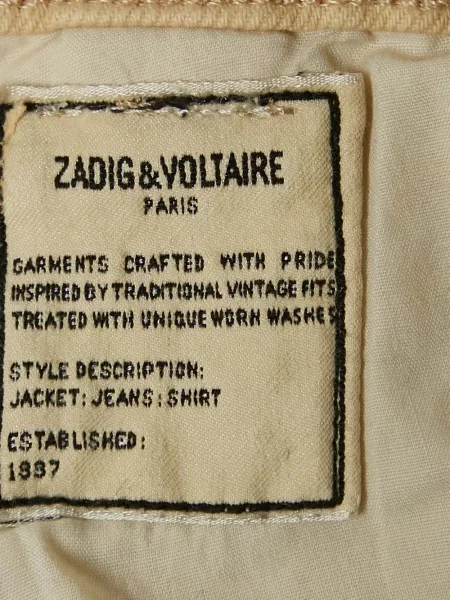 ZADIG&VOLTAIRE
PARIS
GARMENTS CRAFTED WITH PRIDE
INSPIRED BY TRADITIONAL VINTAGE FITS
TREATED WITH UNIQUE WORN WASHES
STYLE DESCRIPTION:
JACKET: JEANS: SHIRT
ESTABLISHED:
1997